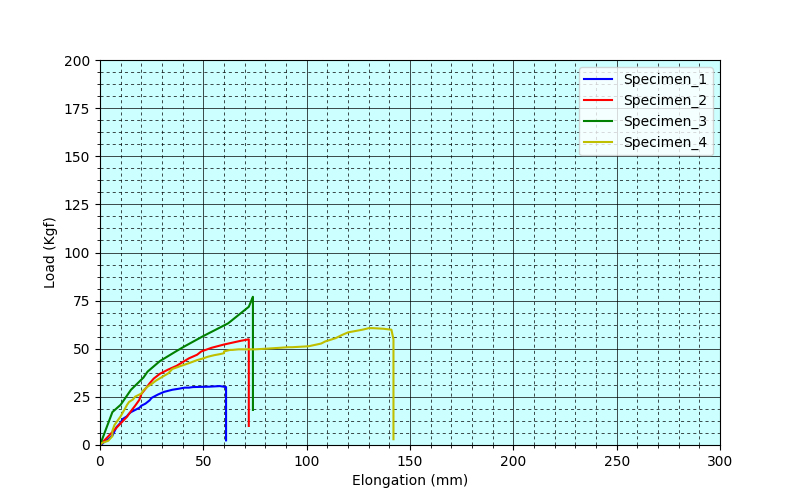 200
175
150
125
100
75
50
25
0
Load (Kgf)
0 50 100 150 200 250 300
Elongation (mm)
Specimen_1
Specimen_2
Specimen_3
Specimen_4